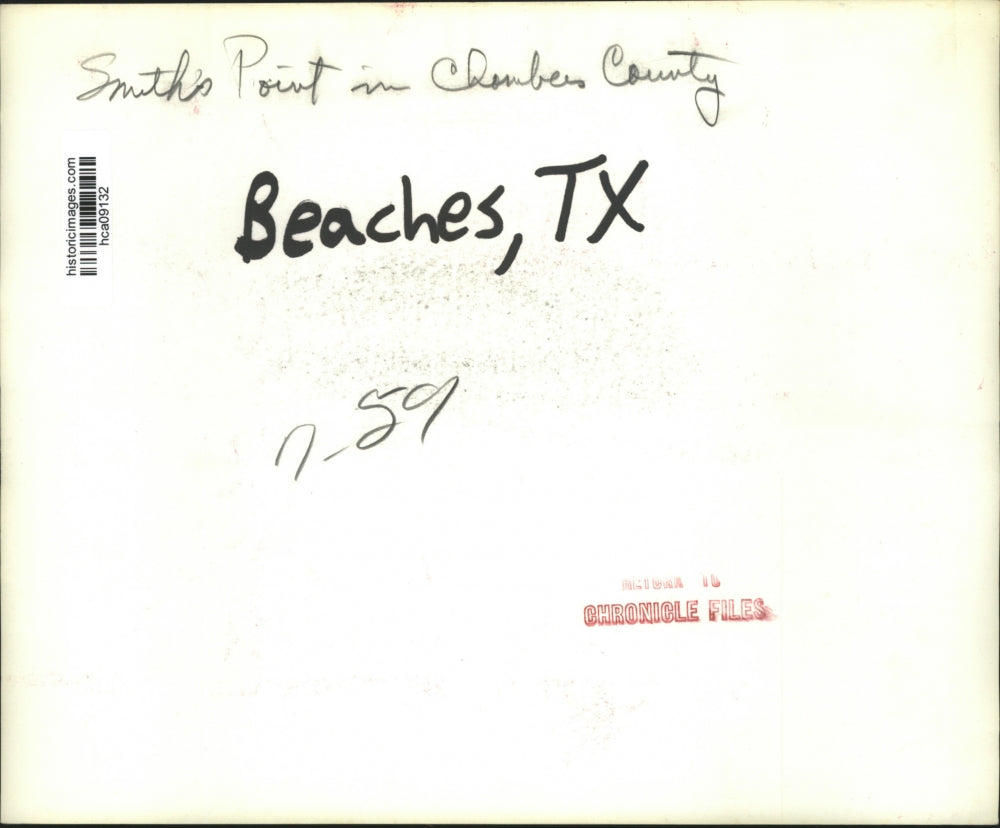 Smith's Point in Chambers County
historicimages.com
hca09132
Beaches, TX
7-59
RETURN TO
CHRONICLE FILES